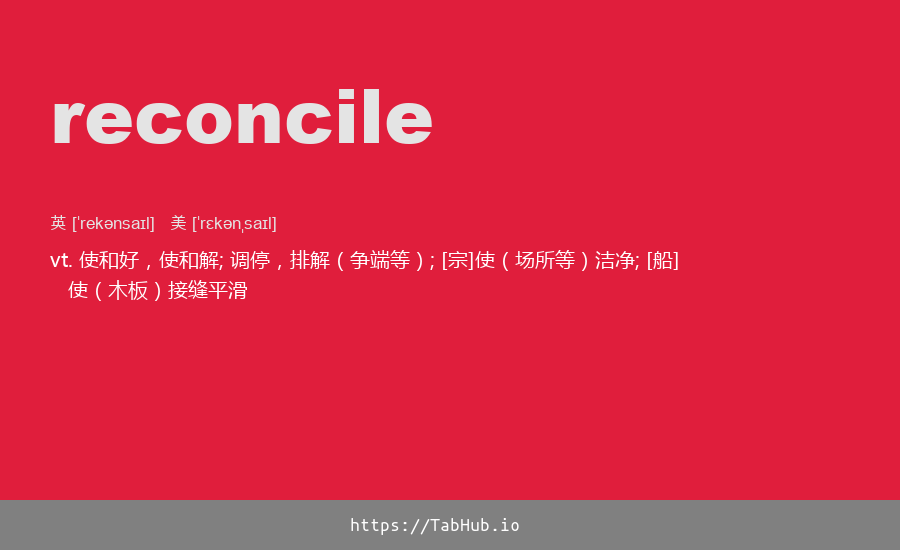 reconcile
英 ['rekənsaɪl] 美 [ˈrɛkənˌsaɪl]
vt. 使和好，使和解; 调停，排解（争端等）; [宗]使（场所等）洁净; [船]
使（木板）接缝平滑
https://TabHub.io